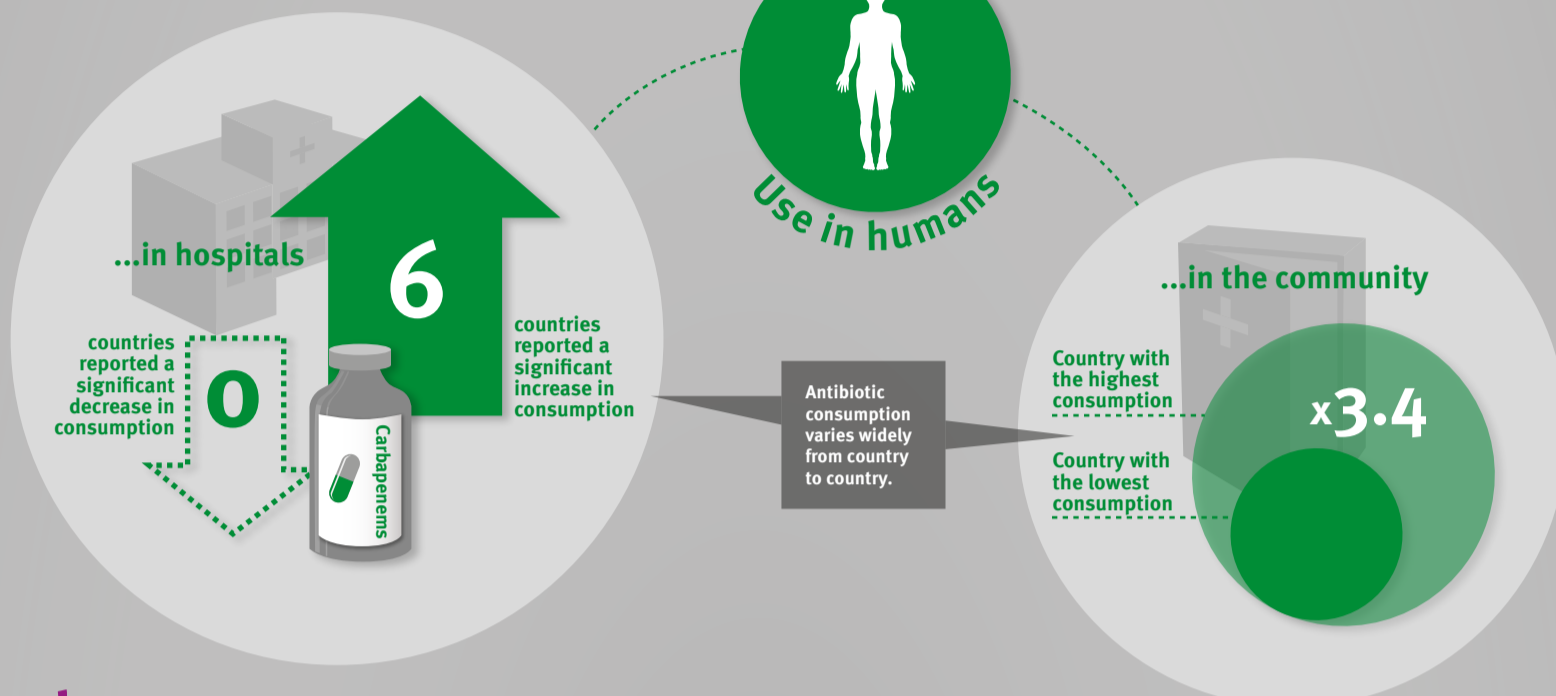 Use in humans
...in hospitals
6
countries
reported a
significant
increase in
consumption
countries
reported a
significant
decrease in
consumption
0
Carbapenems
Antibiotic
consumption
varies widely
from country
to country.
...in the community
Country with
the highest
consumption
x3.4
Country with
the lowest
consumption